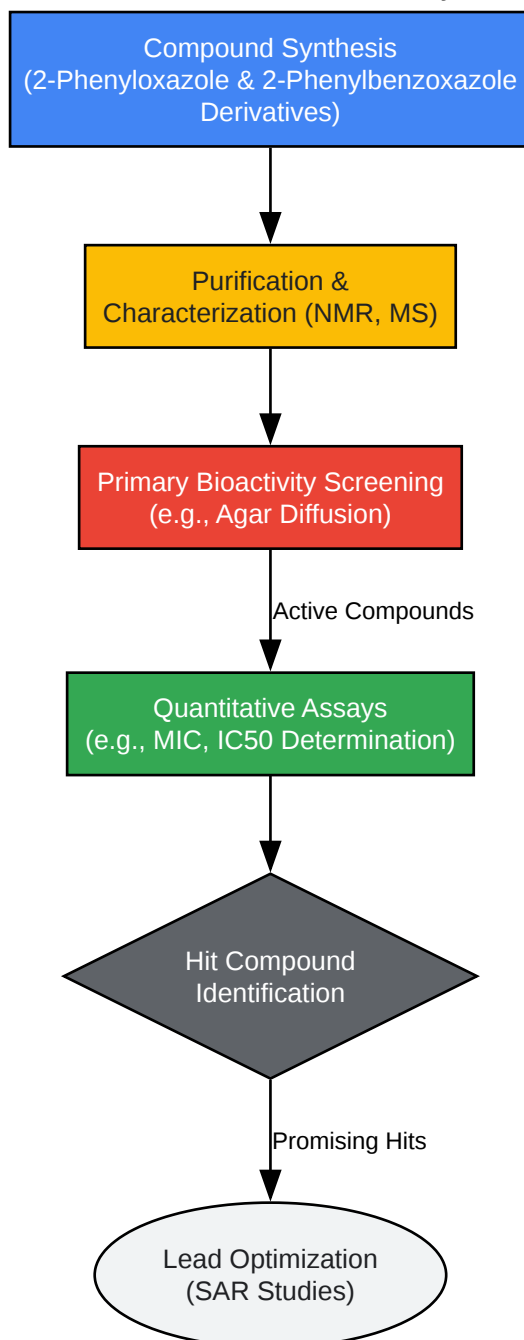 Compound Synthesis
(2-Phenyloxazole & 2-Phenylbenzoxazole
Derivatives)
Purification &
Characterization (NMR, MS)
Primary Bioactivity Screening
(e.g., Agar Diffusion)
Active Compounds
Quantitative Assays
(e.g., MIC, IC50 Determination)
Hit Compound
Identification
Promising Hits
Lead Optimization
(SAR Studies)